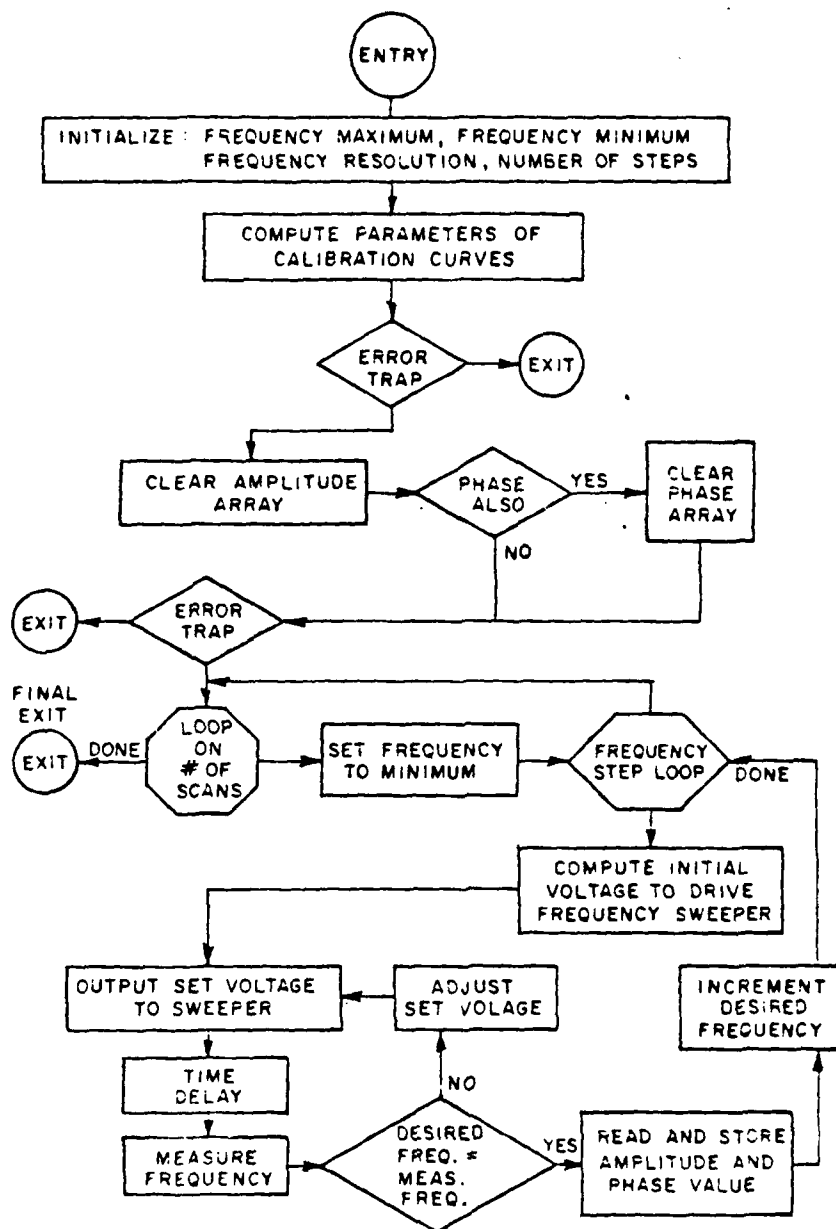 ENTRY
INITIALIZE: FREQUENCY MAXIMUM, FREQUENCY MINIMUM
FREQUENCY RESOLUTION, NUMBER OF STEPS
COMPUTE PARAMETERS OF
CALIBRATION CURVES
ERROR
TRAP
EXIT
CLEAR AMPLITUDE
ARRAY
PHASE
ALSO
YES
CLEAR
PHASE
ARRAY
NO
EXIT
ERROR
TRAP
FINAL
EXIT
EXIT
DONE
LOOP
ON
# OF
SCANS
SET FREQUENCY
TO MINIMUM
FREQUENCY
STEP LOOP
DONE
COMPUTE INITIAL
VOLTAGE TO DRIVE
FREQUENCY SWEEPER
OUTPUT SET VOLTAGE
TO SWEEPER
ADJUST
SET VOLAGE
INCREMENT
DESIRED
FREQUENCY
TIME
DELAY
NO
MEASURE
FREQUENCY
DESIRED
FREQ. =
MEAS.
FREQ.
YES
READ AND STORE
AMPLITUDE AND
PHASE VALUE